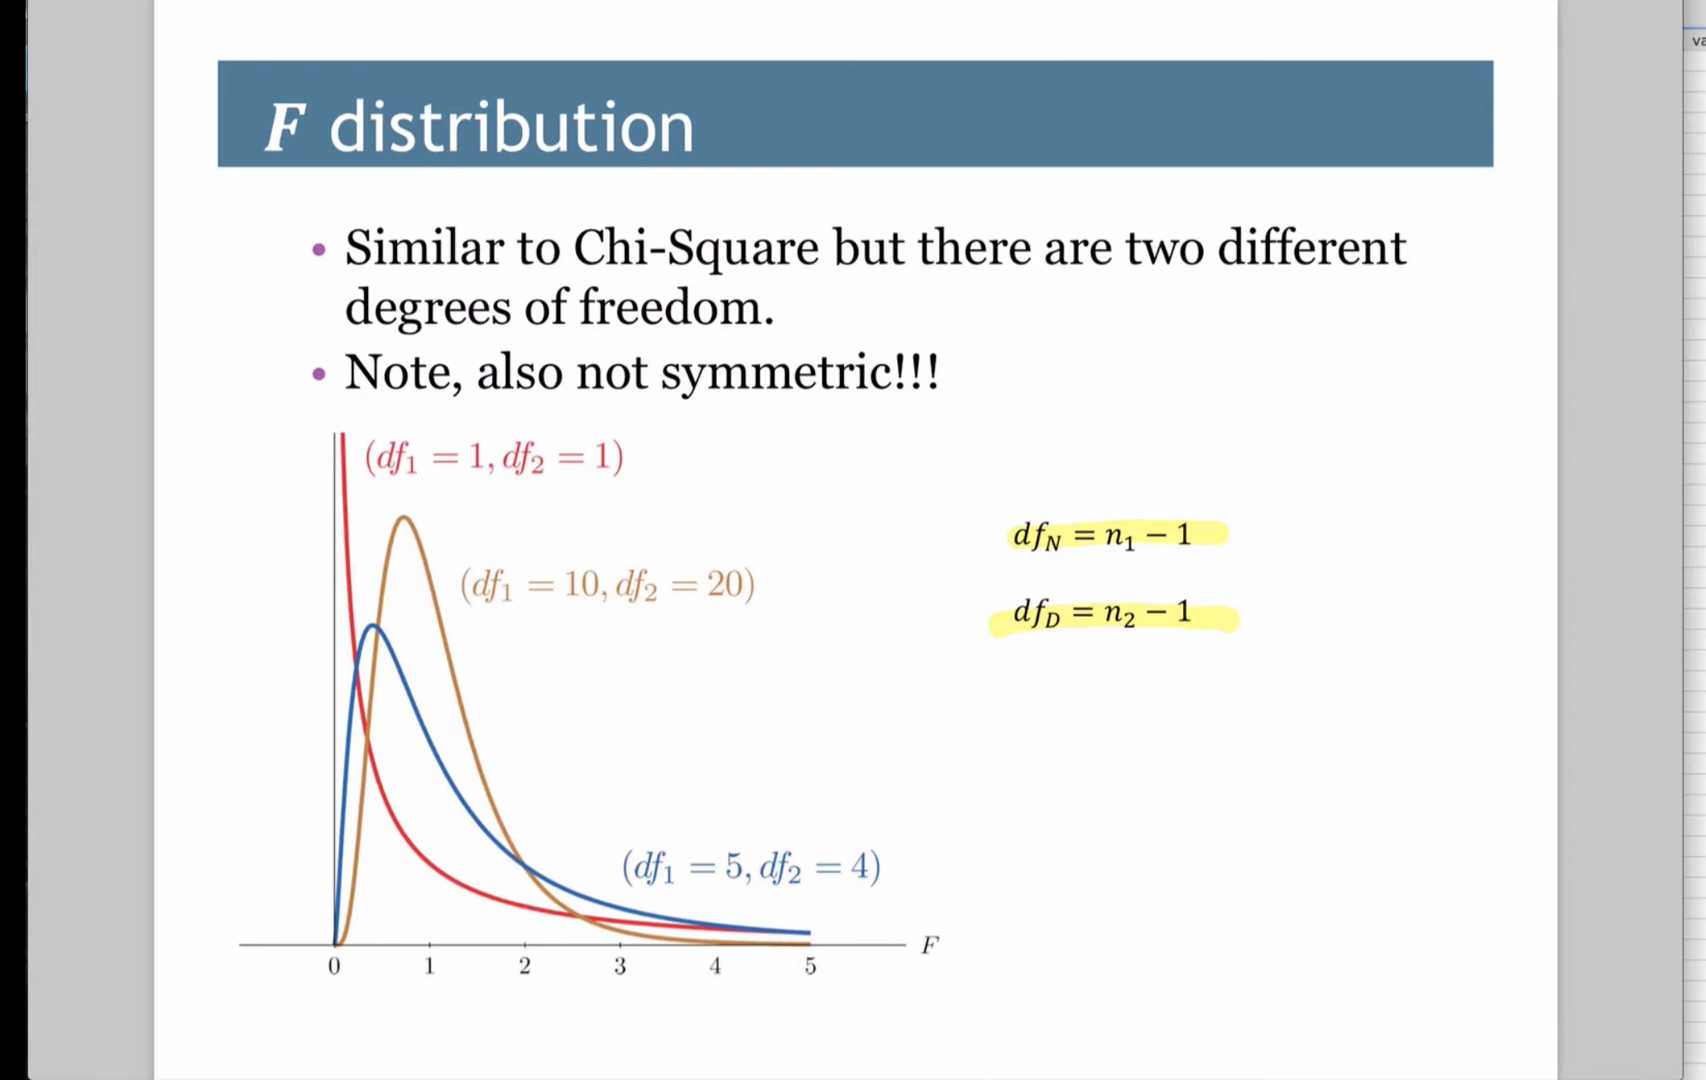 F distribution
• Similar to Chi-Square but there are two different
degrees of freedom.
• Note, also not symmetric!!!
(df₁ = 1, df₂ = 1)
(df₁ = 10, df₂ = 20)
(df₁ = 5, df₂ = 4)
df_N = n₁ − 1
df_D = n₂ − 1
F
0 1 2 3 4 5